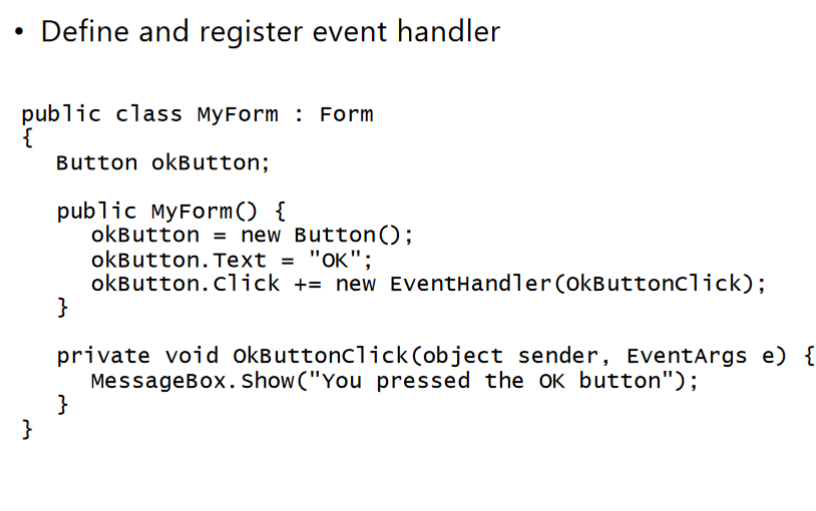 • Define and register event handler
public class MyForm : Form
{
Button okButton;
public MyForm() {
okButton = new Button();
okButton.Text = "OK";
okButton.Click += new EventHandler(OkButtonClick);
}
private void OkButtonClick(object sender, EventArgs e) {
MessageBox.Show("You pressed the OK button");
}
}